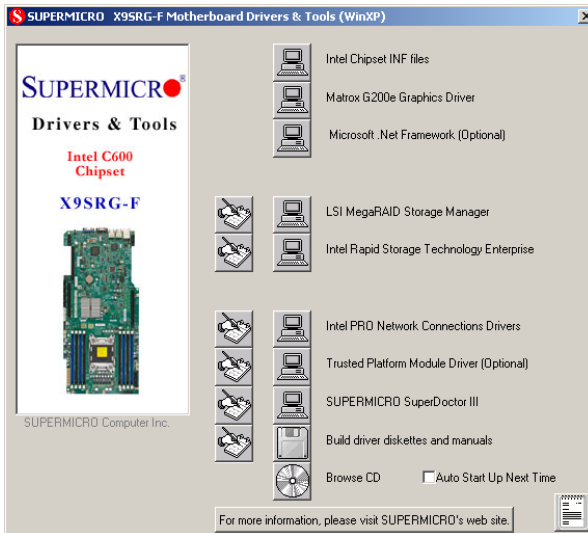 SUPERMICRO X9SRG-F Motherboard Drivers & Tools (WinXP)
SUPERMICRO®
Drivers & Tools
Intel C600
Chipset
X9SRG-F
SUPERMICRO Computer Inc.
Intel Chipset INF files
Matrox G200e Graphics Driver
Microsoft .Net Framework (Optional)
LSI MegaRAID Storage Manager
Intel Rapid Storage Technology Enterprise
Intel PRO Network Connections Drivers
Trusted Platform Module Driver (Optional)
SUPERMICRO SuperDoctor III
Build driver diskettes and manuals
Browse CD
Auto Start Up Next Time
For more information, please visit SUPERMICRO's web site.